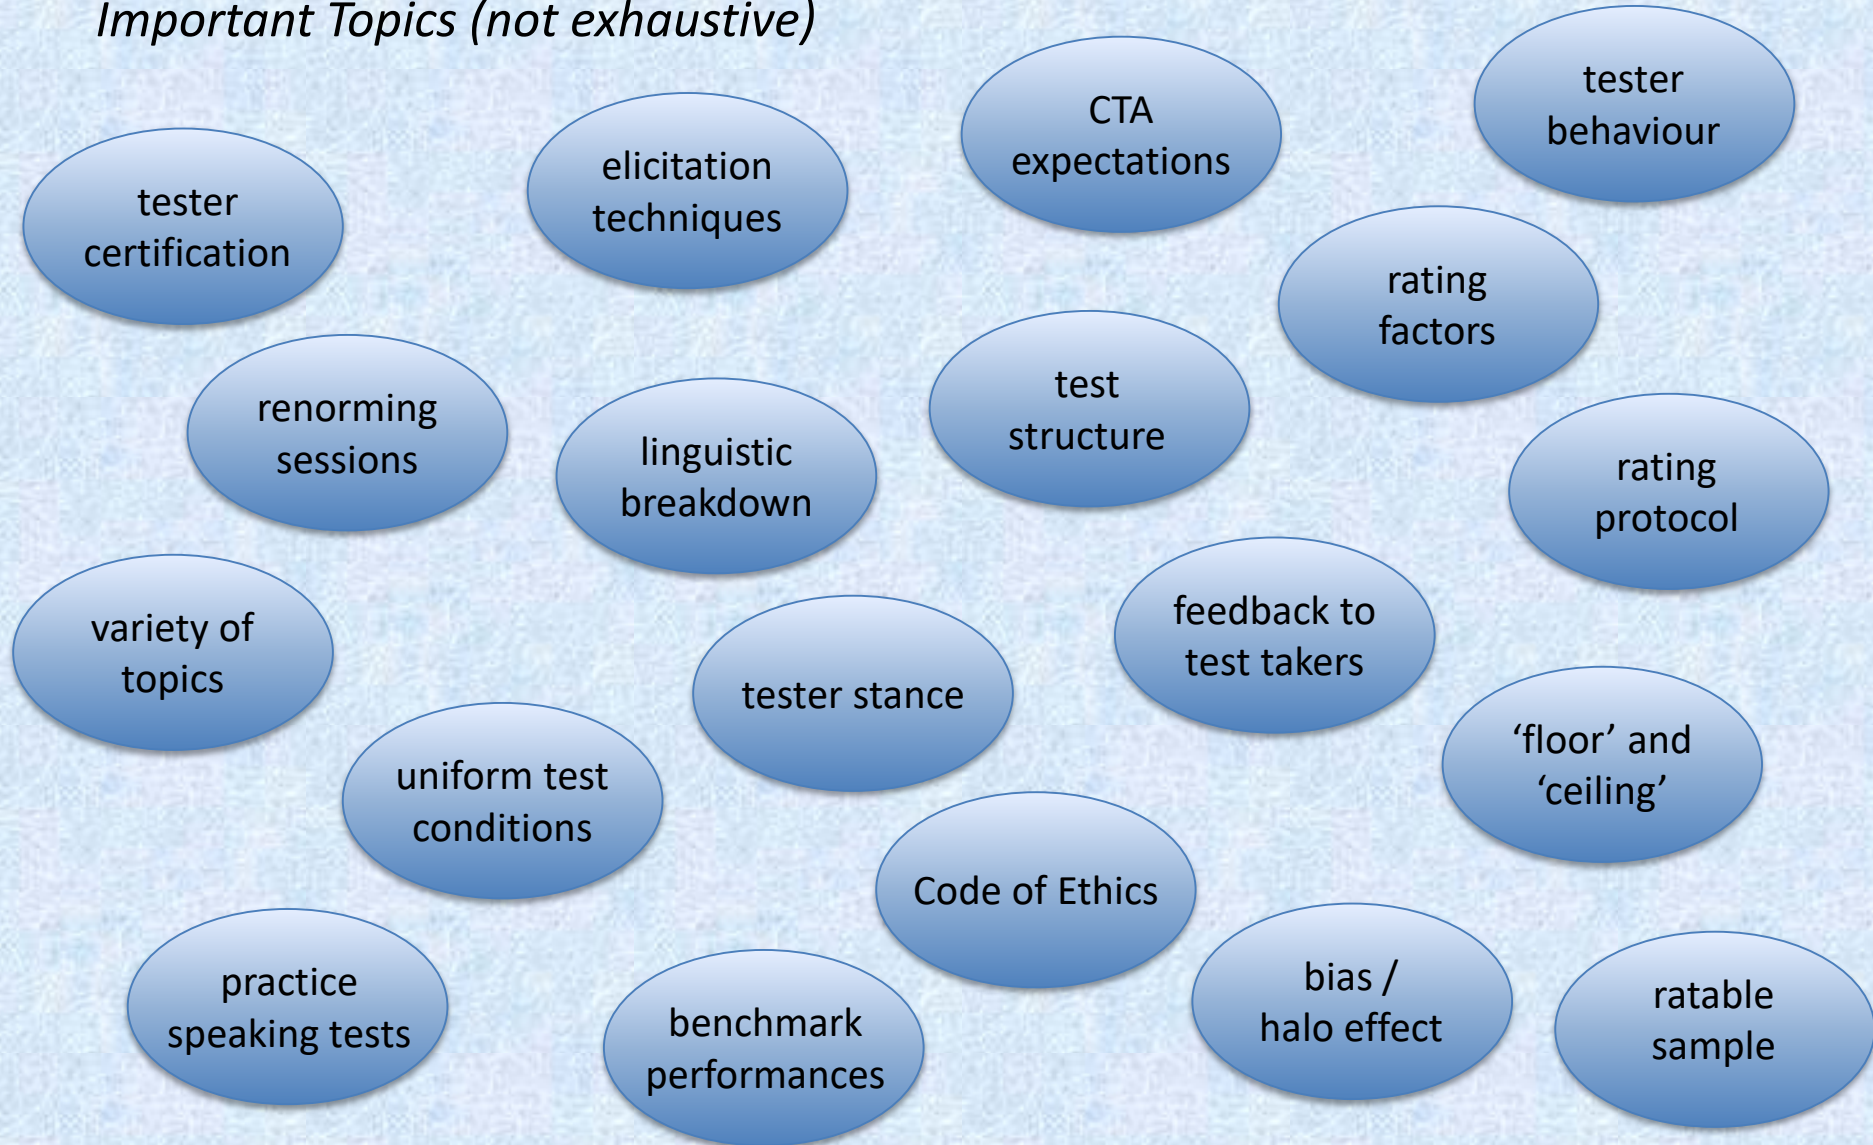 Important Topics (not exhaustive)
tester
behaviour
CTA
expectations
elicitation
techniques
tester
certification
rating
factors
test
structure
renorming
sessions
linguistic
breakdown
rating
protocol
feedback to
test takers
variety of
topics
tester stance
‘floor’ and
‘ceiling’
uniform test
conditions
Code of Ethics
practice
speaking tests
bias /
halo effect
ratable
sample
benchmark
performances